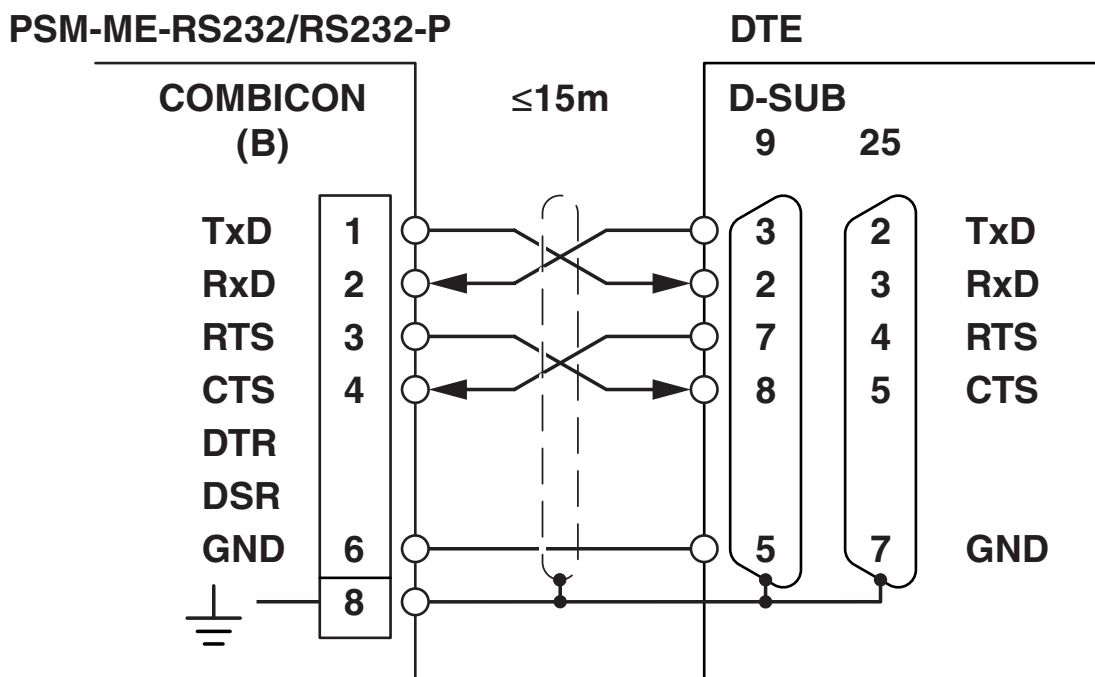 PSM-ME-RS232/RS232-P DTE
COMBICON ≤15m D-SUB
(B) 9 25
TxD 1 3 2 TxD
RxD 2 2 3 RxD
RTS 3 7 4 RTS
CTS 4 8 5 CTS
DTR
DSR
GND 6 5 7 GND
8